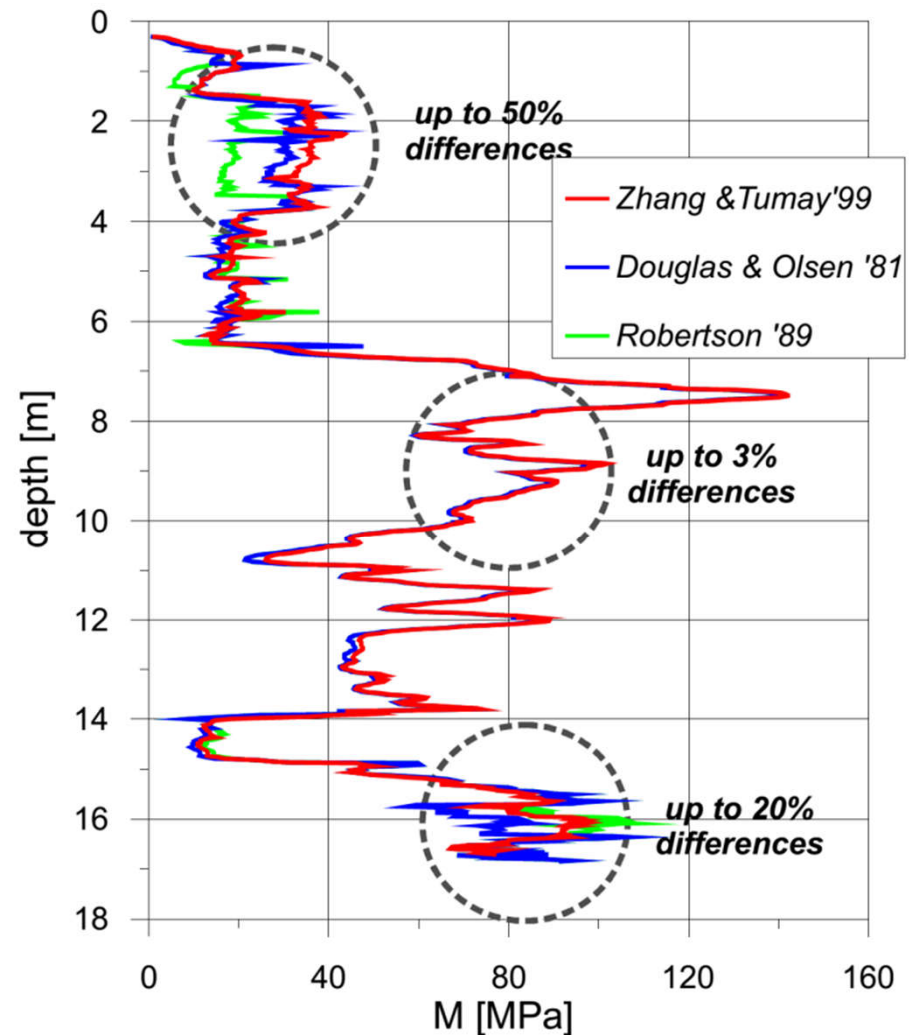 0
2
4
6
8
10
12
14
16
18
depth [m]
up to 50%
differences
Zhang &Tumay'99
Douglas & Olsen '81
Robertson '89
up to 3%
differences
up to 20%
differences
0
40
80
120
160
M [MPa]